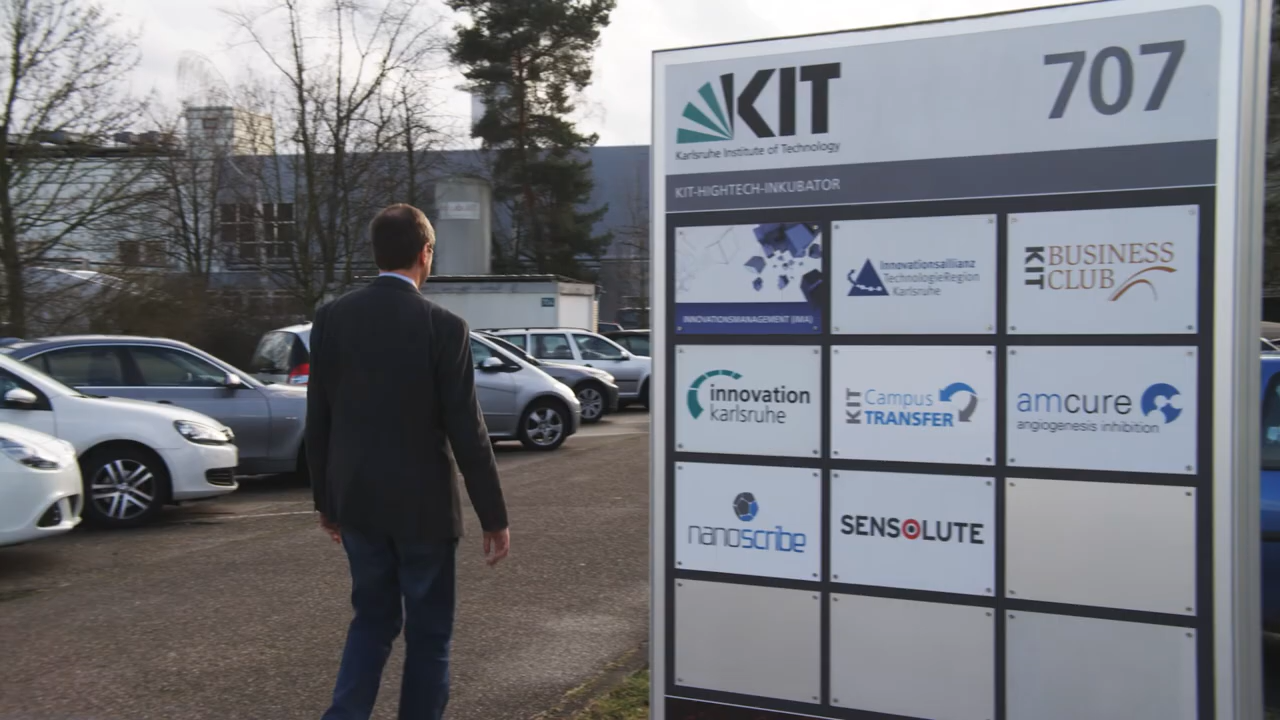 KIT
Karlsruhe Institute of Technology
707
KIT-HIGHTECH-INKUBATOR
INNOVATIONSMANAGEMENT (IMA)
Innovationsallianz
TechnologieRegion
Karlsruhe
KIT
BUSINESS
CLUB
innovation
karlsruhe
KIT
Campus
TRANSFER
amcure
angiogenesis inhibition
nanoscribe
SENSOLUTE